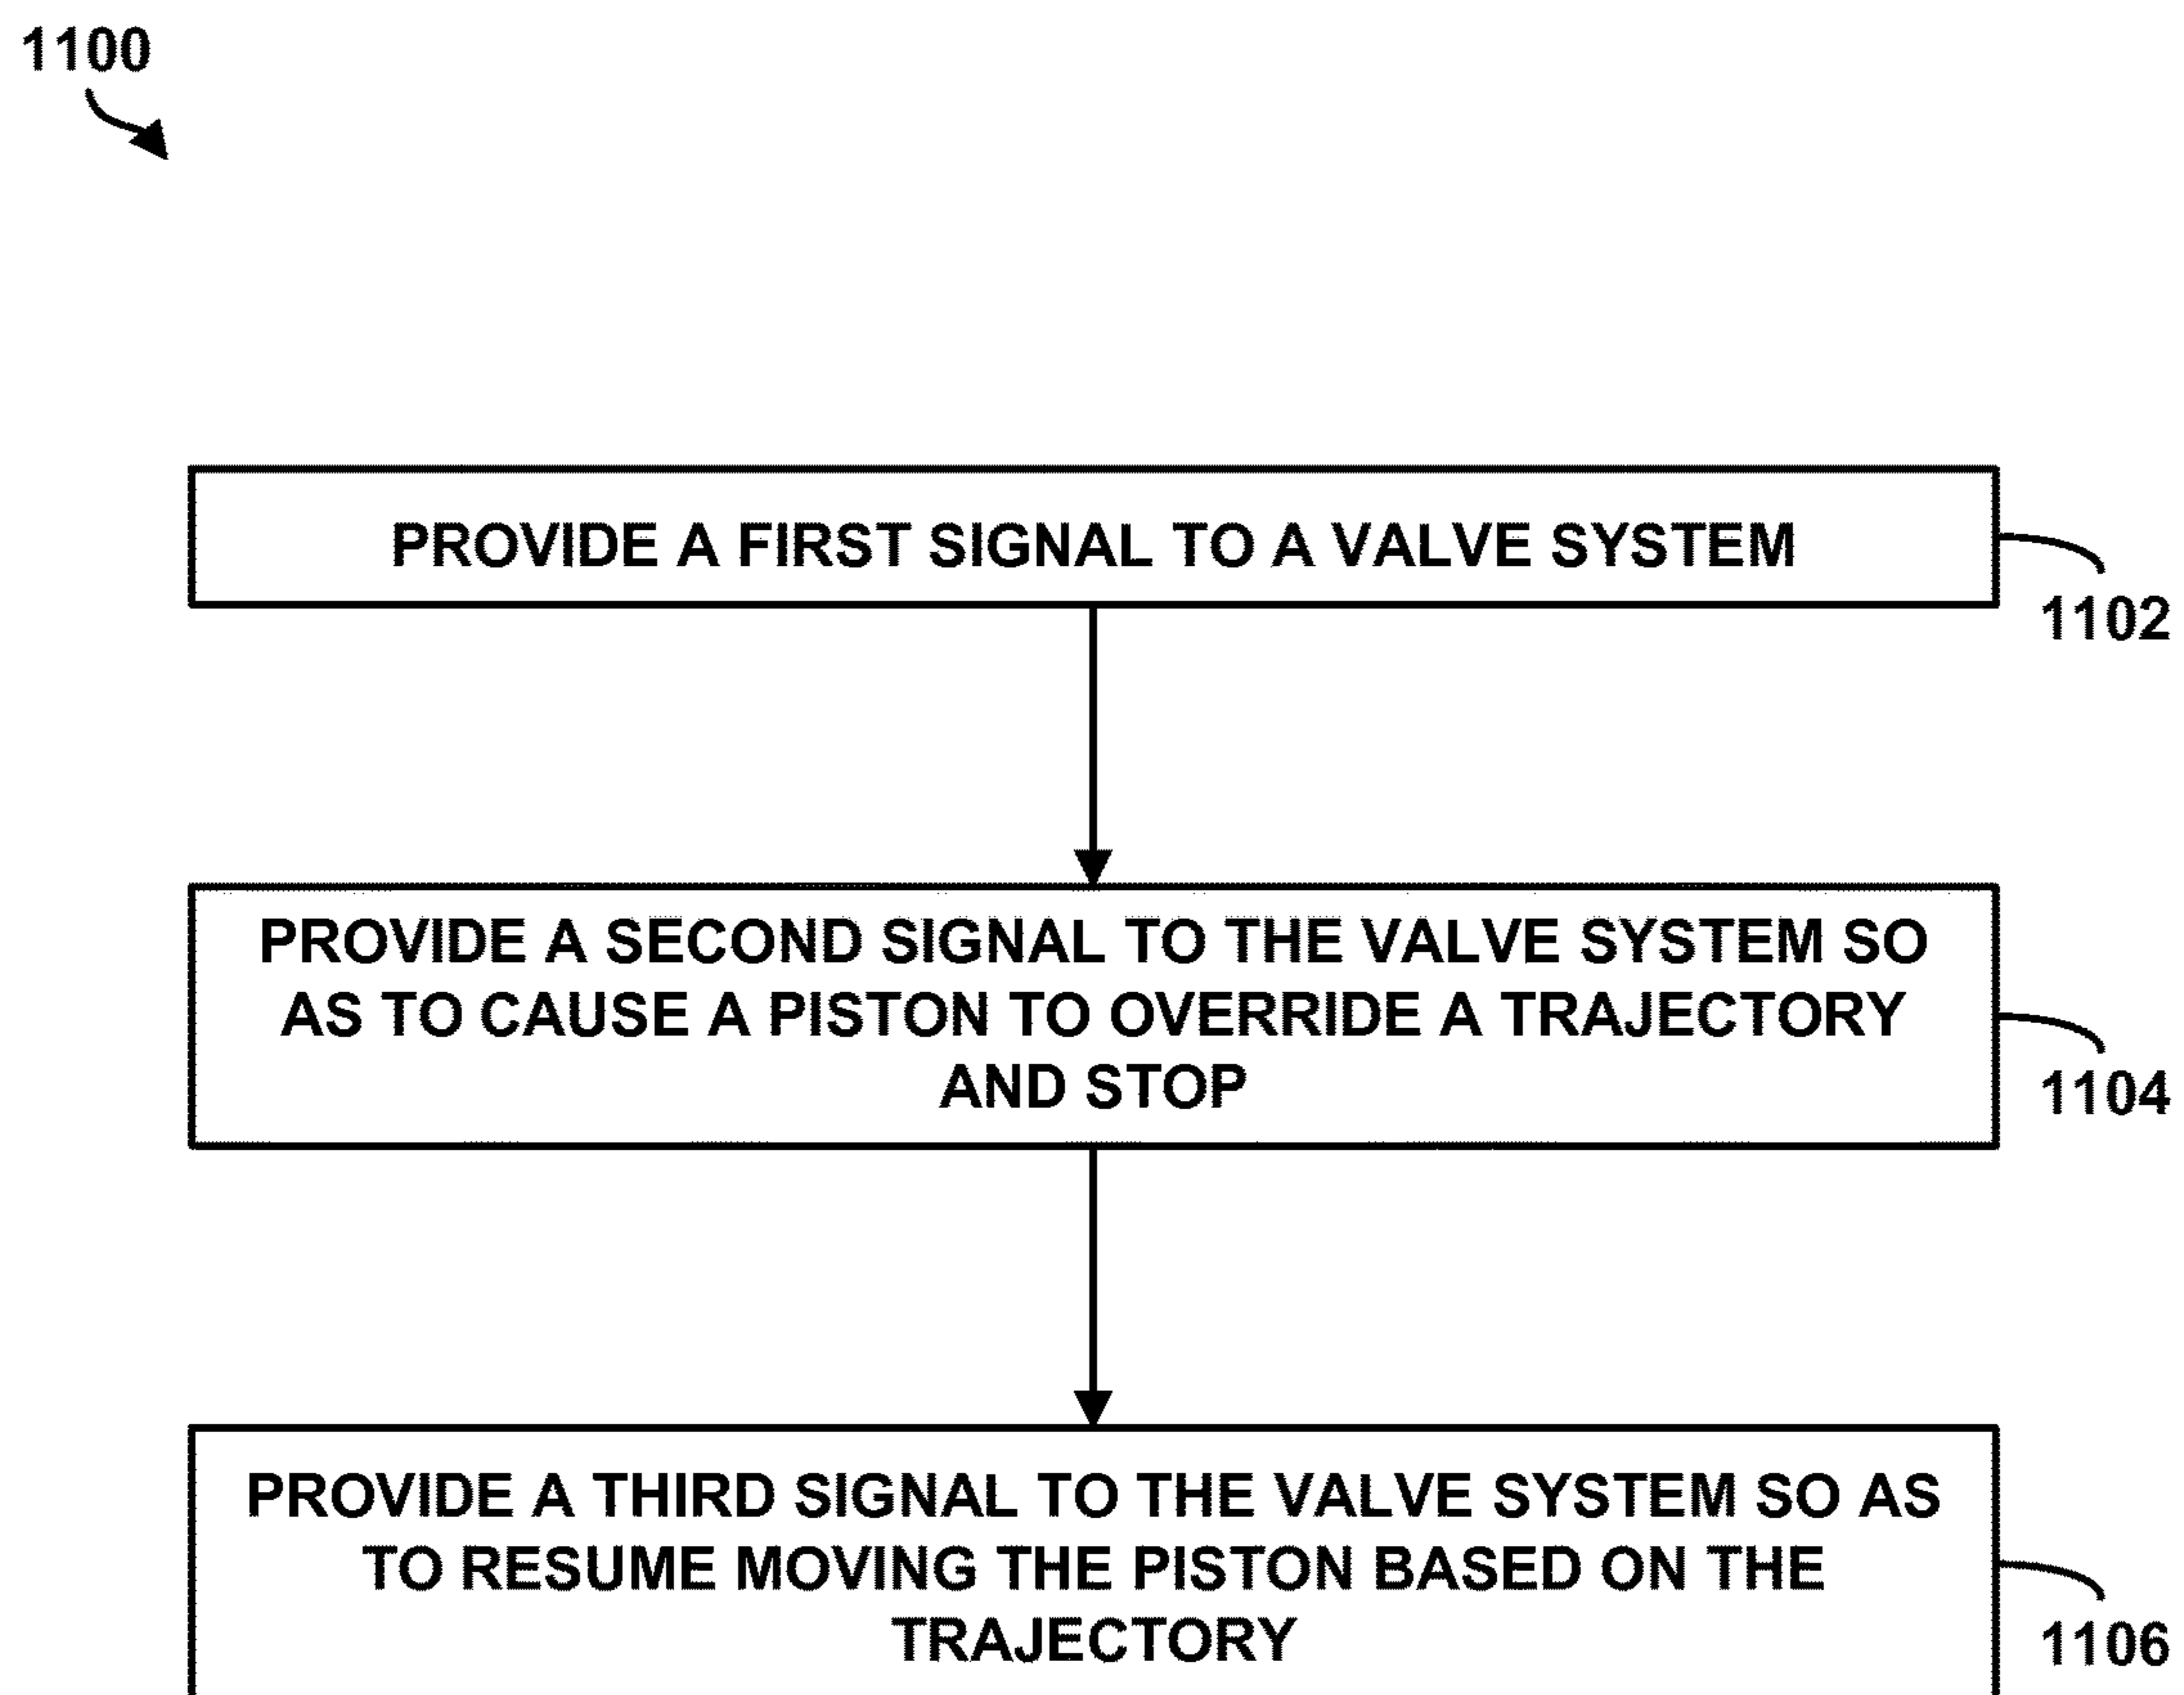 1100
PROVIDE A FIRST SIGNAL TO A VALVE SYSTEM
1102
PROVIDE A SECOND SIGNAL TO THE VALVE SYSTEM SO
AS TO CAUSE A PISTON TO OVERRIDE A TRAJECTORY
AND STOP
1104
PROVIDE A THIRD SIGNAL TO THE VALVE SYSTEM SO AS
TO RESUME MOVING THE PISTON BASED ON THE
TRAJECTORY
1106